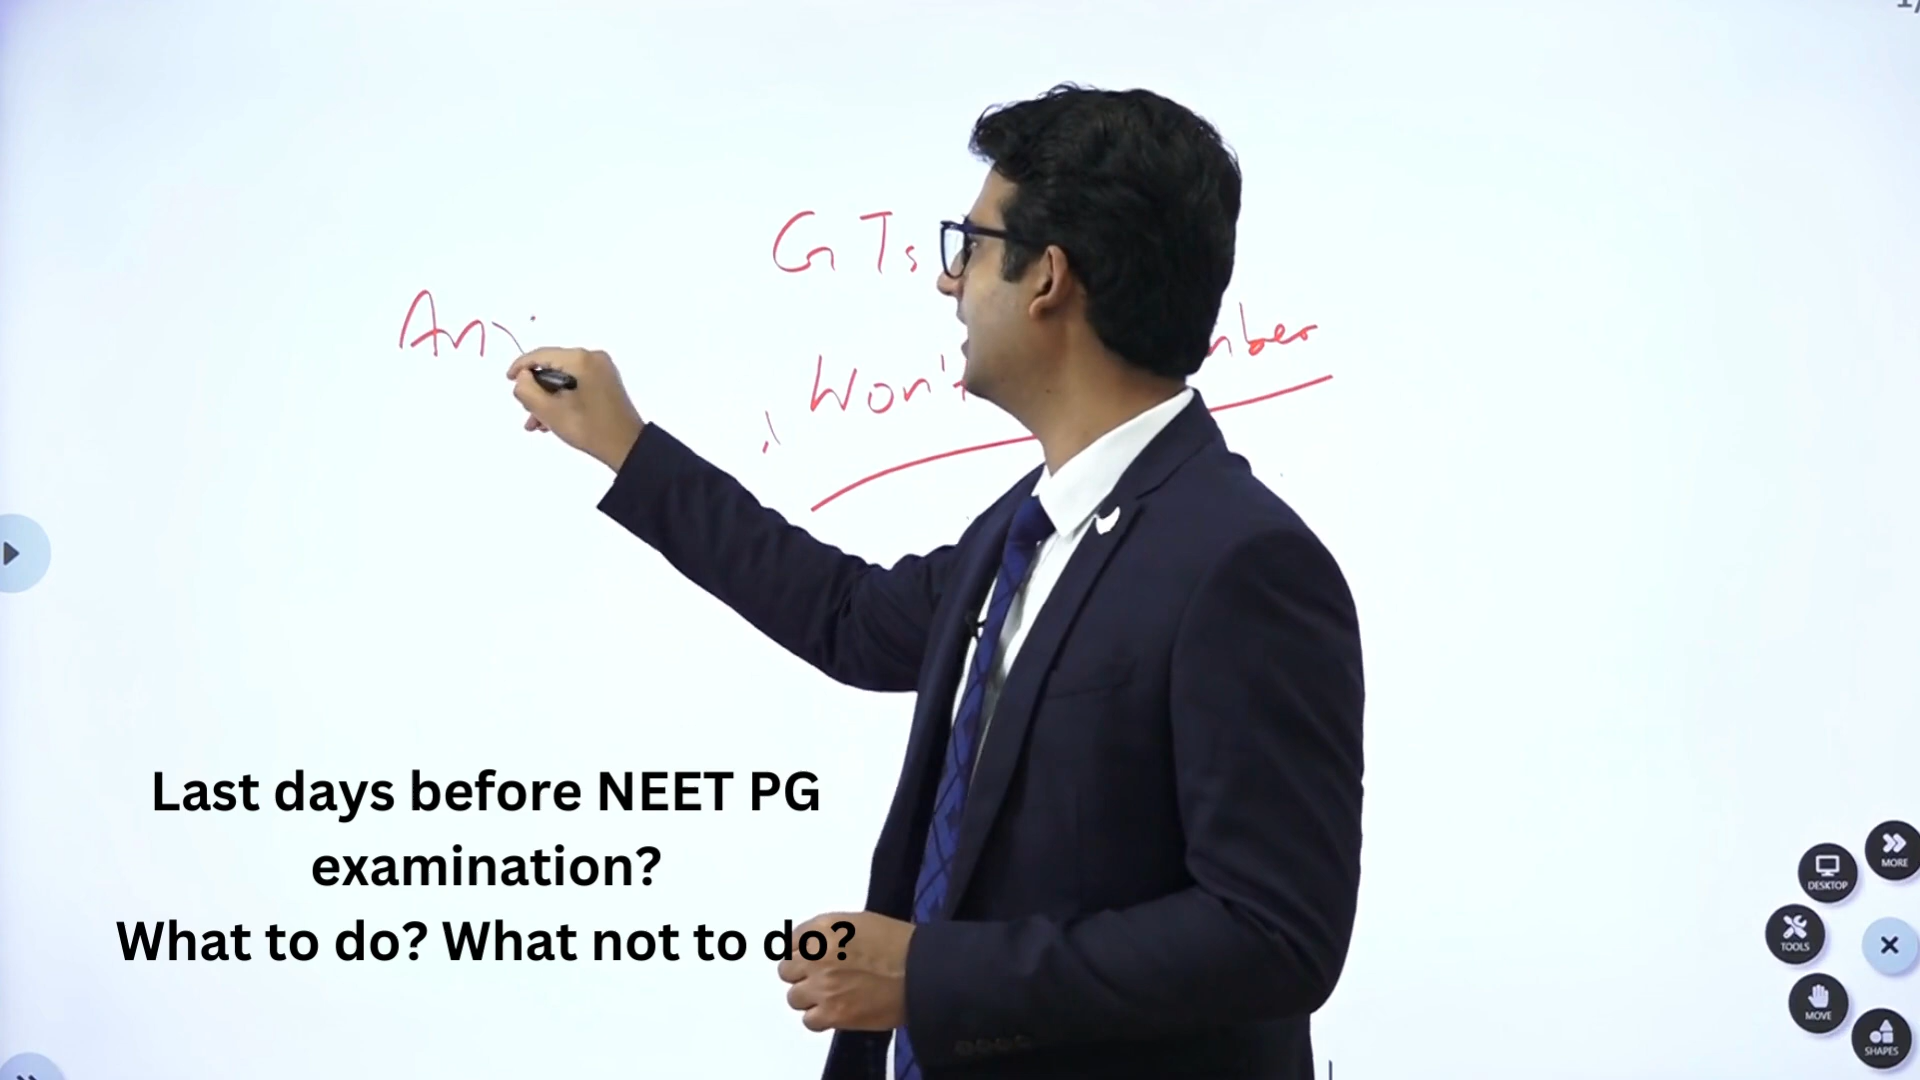 GTs
Anx
Won't
Last days before NEET PG
examination?
What to do? What not to do?
MORE
DESKTOP
TOOLS
MOVE
SHAPES